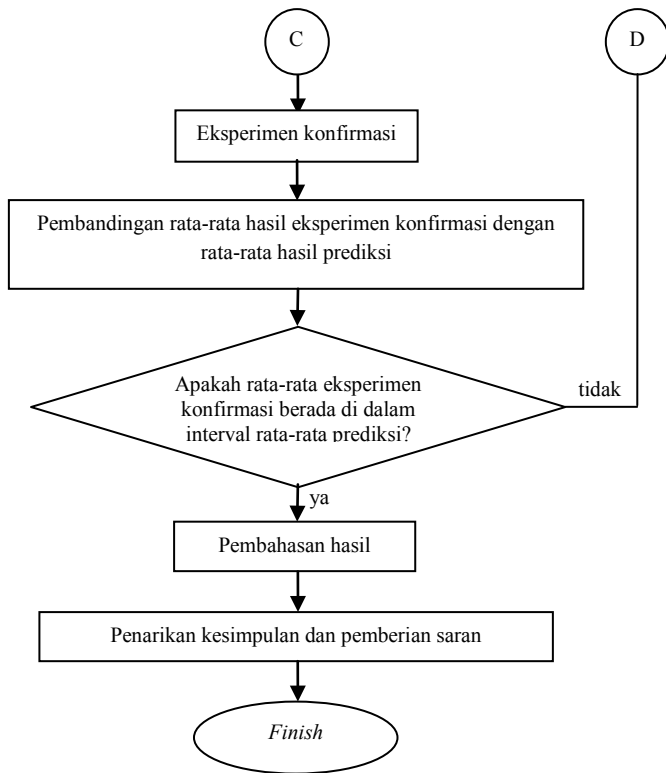 C
D
Eksperimen konfirmasi
Pembandingan rata-rata hasil eksperimen konfirmasi dengan
rata-rata hasil prediksi
Apakah rata-rata eksperimen
konfirmasi berada di dalam
interval rata-rata prediksi?
tidak
ya
Pembahasan hasil
Penarikan kesimpulan dan pemberian saran
Finish